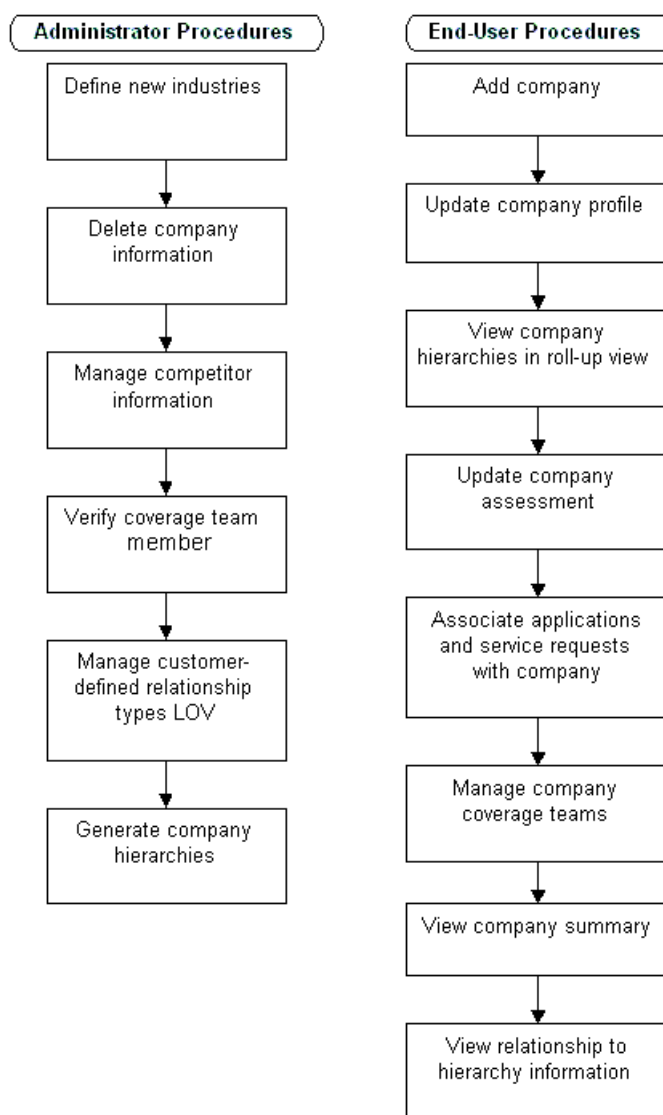 Administrator Procedures
Define new industries
Delete company
information
Manage competitor
information
Verify coverage team
member
Manage customer-
defined relationship
types LOV
Generate company
hierarchies
End-User Procedures
Add company
Update company profile
View company
hierarchies in roll-up view
Update company
assessment
Associate applications
and service requests
with company
Manage company
coverage teams
View company summary
View relationship to
hierarchy information